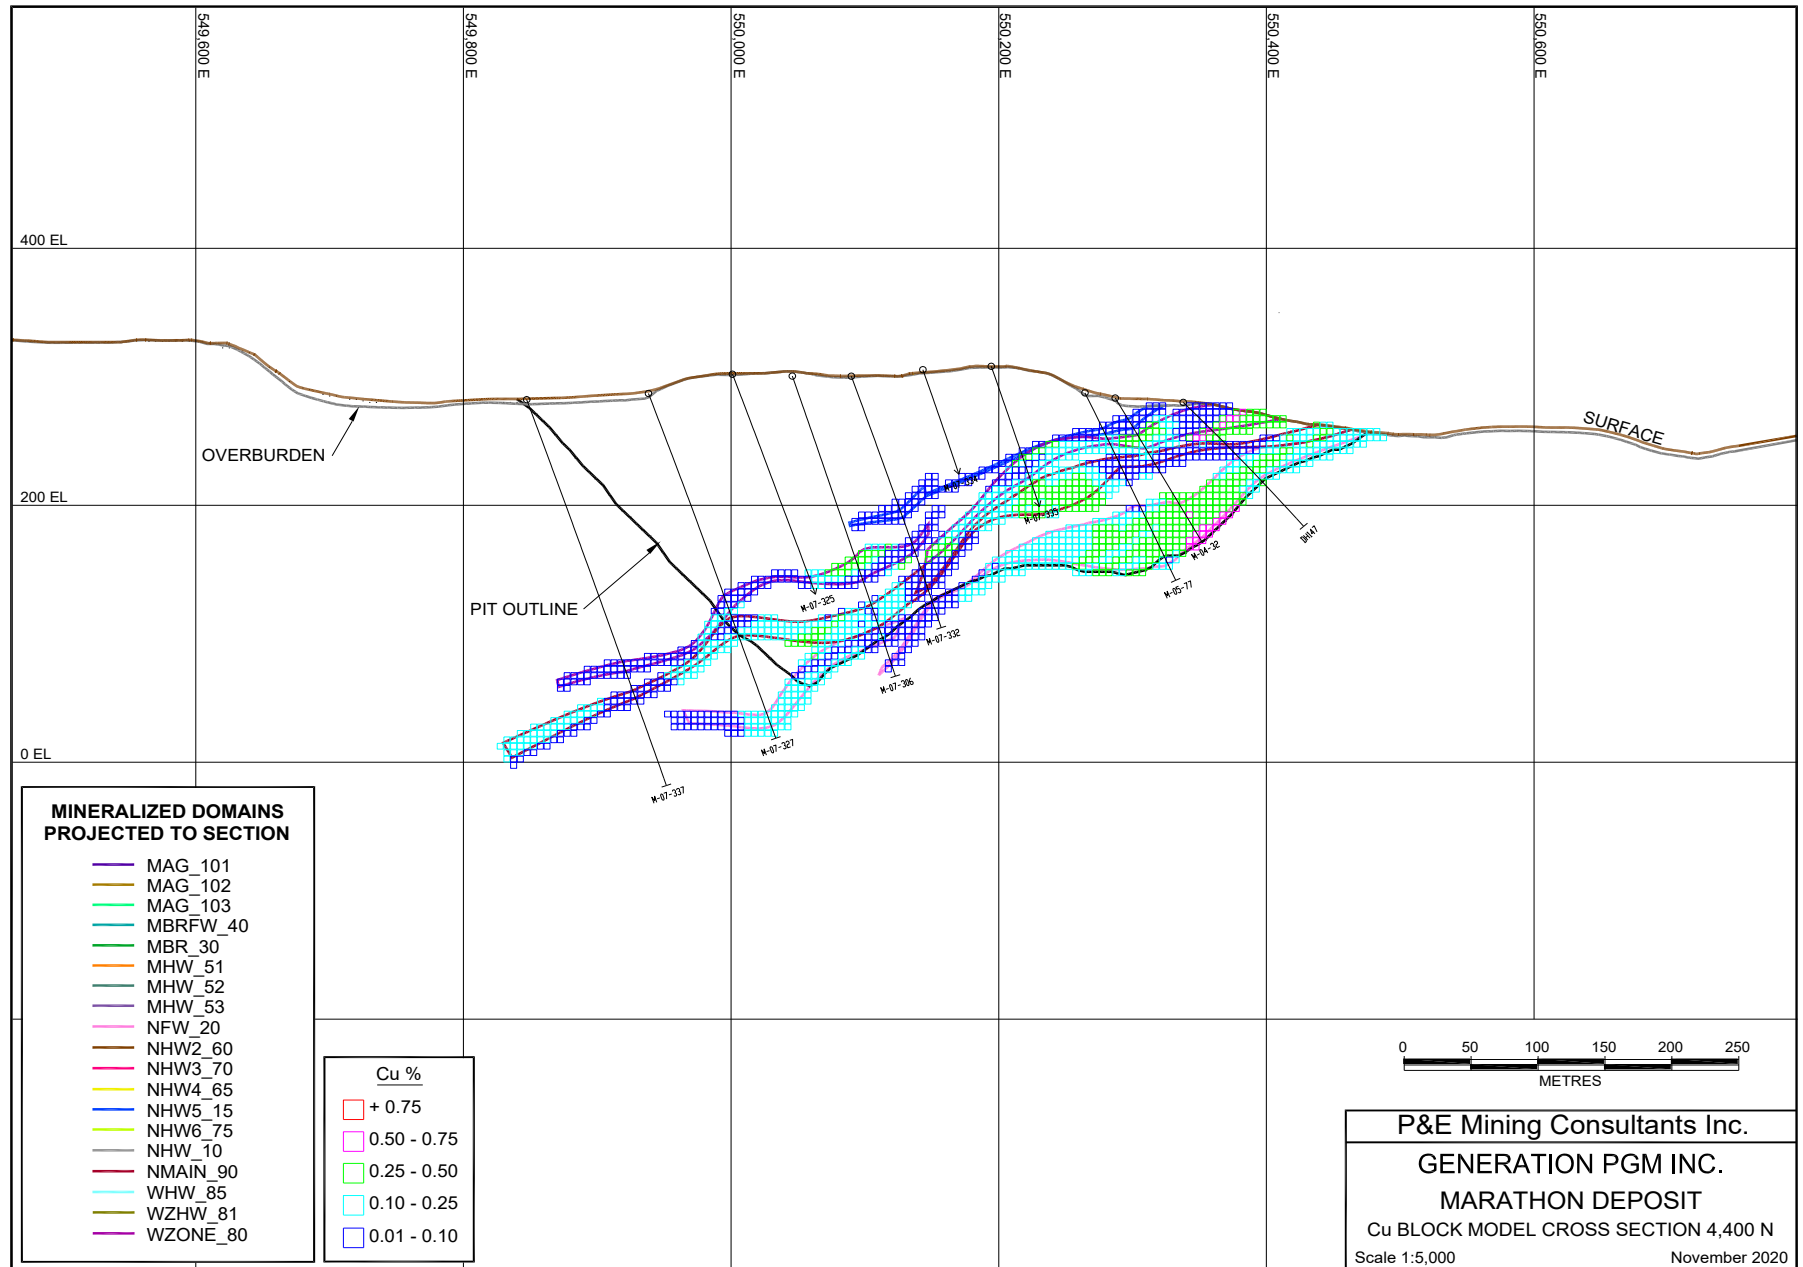 549,600 E
549,800 E
550,000 E
550,200 E
550,400 E
550,600 E
400 EL
200 EL
0 EL
OVERBURDEN
SURFACE
PIT OUTLINE
M-07-334
M-07-339
DH147
M-04-32
M-05-77
M-07-325
M-07-332
M-07-306
M-07-327
M-07-337
MINERALIZED DOMAINS
PROJECTED TO SECTION
MAG_101
MAG_102
MAG_103
MBRFW_40
MBR_30
MHW_51
MHW_52
MHW_53
NFW_20
NHW2_60
NHW3_70
NHW4_65
NHW5_15
NHW6_75
NHW_10
NMAIN_90
WHW_85
WZHW_81
WZONE_80
Cu %
+ 0.75
0.50 - 0.75
0.25 - 0.50
0.10 - 0.25
0.01 - 0.10
0 50 100 150 200 250
METRES
P&E Mining Consultants Inc.
GENERATION PGM INC.
MARATHON DEPOSIT
Cu BLOCK MODEL CROSS SECTION 4,400 N
Scale 1:5,000 November 2020